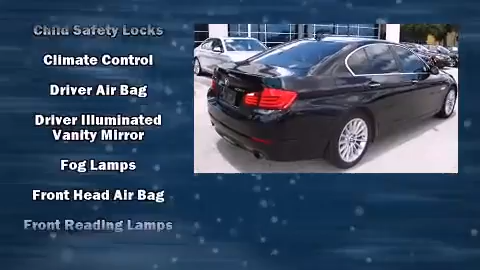 Child Safety Locks
Climate Control
Driver Air Bag
Driver Illuminated
Vanity Mirror
Fog Lamps
Front Head Air Bag
Front Reading Lamps